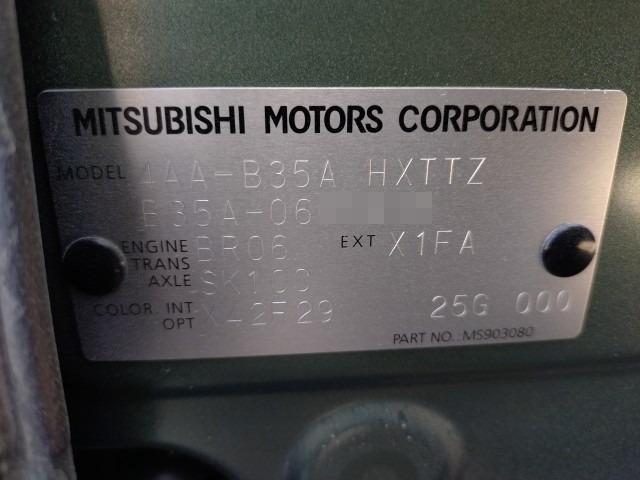 MITSUBISHI MOTORS CORPORATION
MODEL 4AA-B35A HXTTZ
B35A-06
ENGINE BR06 EXT X1FA
TRANS
AXLE SK100
COLOR. INT X42F29 25G 000
OPT
PART NO.:MS903080